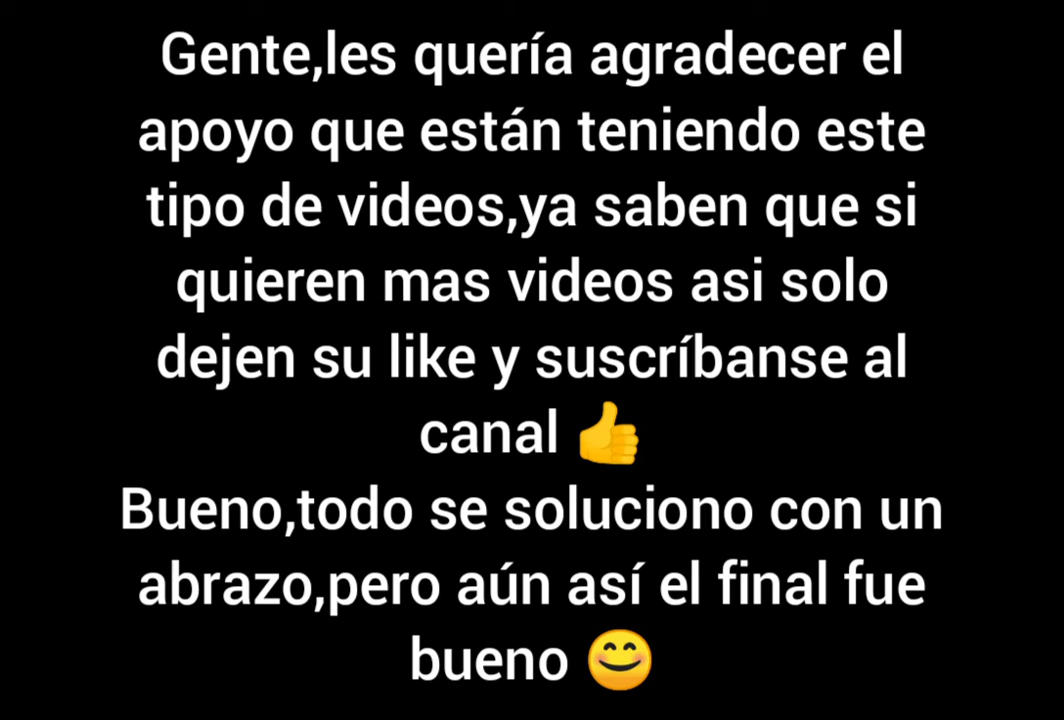 Gente,les quería agradecer el
apoyo que están teniendo este
tipo de videos,ya saben que si
quieren mas videos asi solo
dejen su like y suscríbanse al
canal 👍
Bueno,todo se soluciono con un
abrazo,pero aún así el final fue
bueno 😊